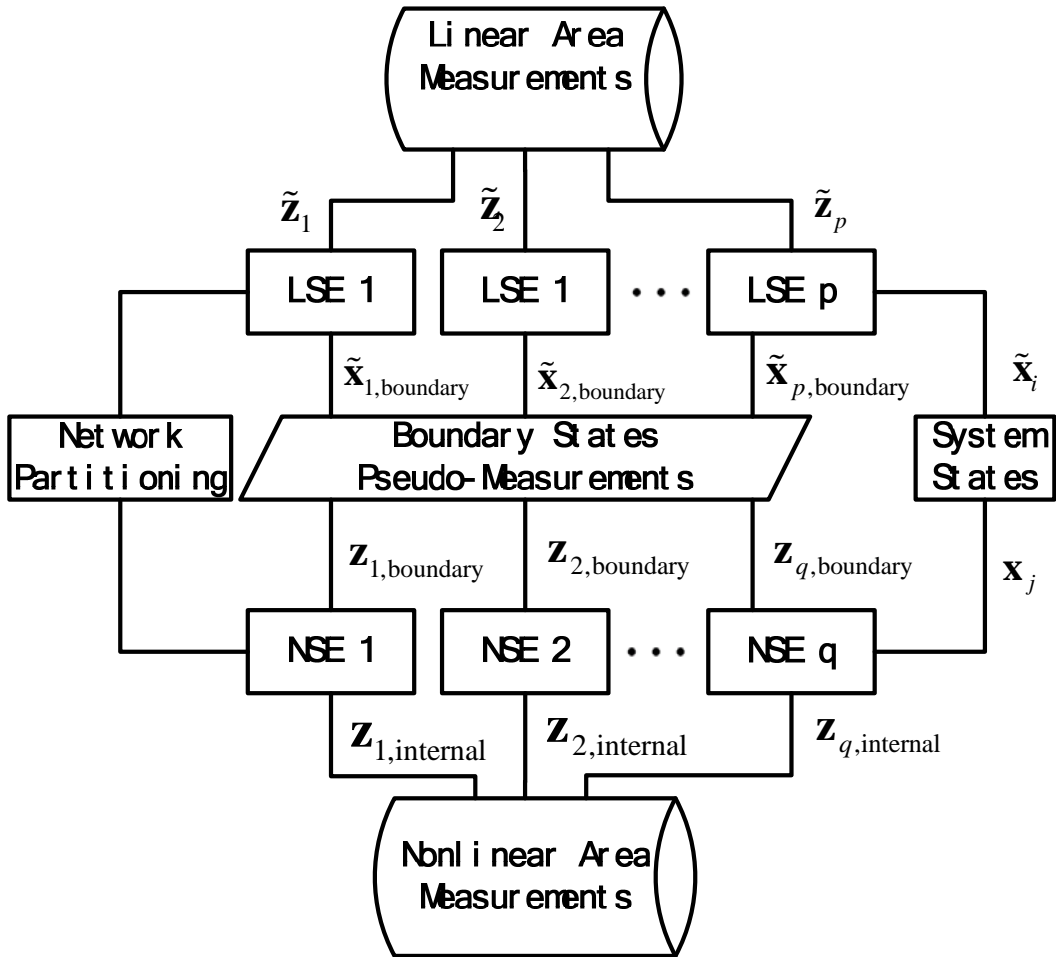 Linear Area
Measurements
z̃₁ z̃₂ z̃ₚ
LSE 1 LSE 1 ··· LSE p
x̃₁,boundary x̃₂,boundary x̃ₚ,boundary x̃ᵢ
Network
Partitioning
Boundary States
Pseudo-Measurements
System
States
z₁,boundary z₂,boundary z_q,boundary xⱼ
NSE 1 NSE 2 ··· NSE q
z₁,internal z₂,internal z_q,internal
Nonlinear Area
Measurements